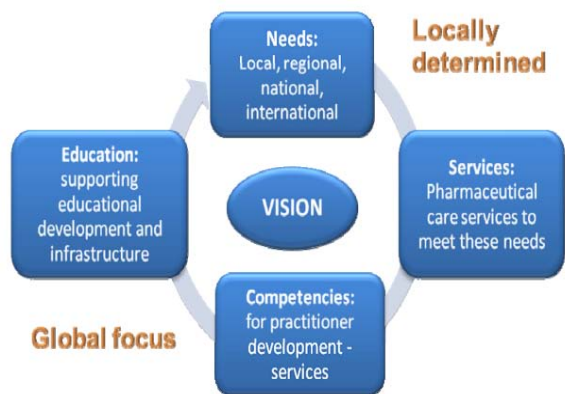 Needs:
Local, regional,
national,
international
Locally
determined
Services:
Pharmaceutical
care services to
meet these needs
VISION
Education:
supporting
educational
development and
infrastructure
Competencies:
for practitioner
development -
services
Global focus